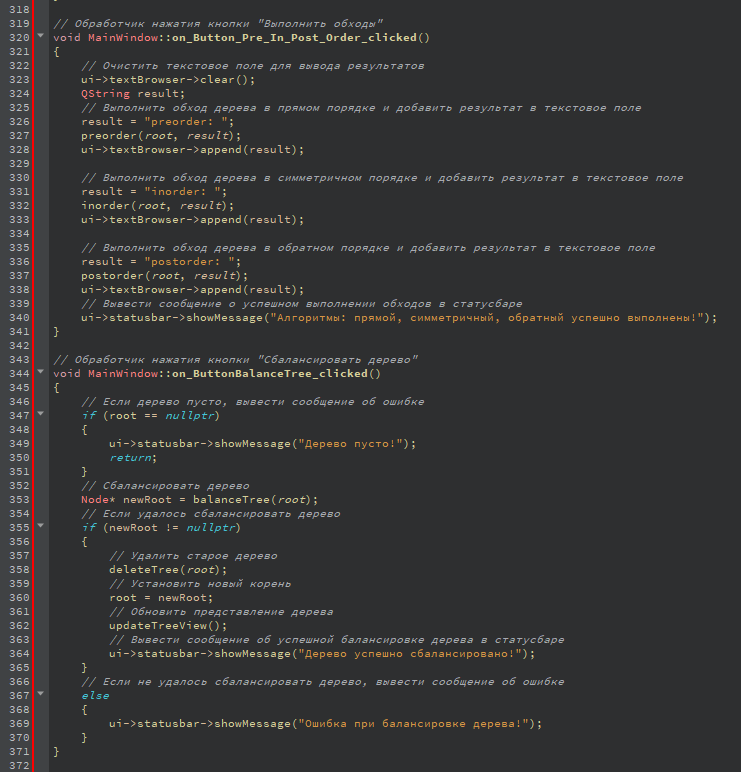 318
319 // Обработчик нажатия кнопки "Выполнить обходы"
320 void MainWindow::on_Button_Pre_In_Post_Order_clicked()
321 {
322     // Очистить текстовое поле для вывода результатов
323     ui->textBrowser->clear();
324     QString result;
325     // Выполнить обход дерева в прямом порядке и добавить результат в текстовое поле
326     result = "preorder: ";
327     preorder(root, result);
328     ui->textBrowser->append(result);
329
330     // Выполнить обход дерева в симметричном порядке и добавить результат в текстовое поле
331     result = "inorder: ";
332     inorder(root, result);
333     ui->textBrowser->append(result);
334
335     // Выполнить обход дерева в обратном порядке и добавить результат в текстовое поле
336     result = "postorder: ";
337     postorder(root, result);
338     ui->textBrowser->append(result);
339     // Вывести сообщение о успешном выполнении обходов в статусбаре
340     ui->statusbar->showMessage("Алгоритмы: прямой, симметричный, обратный успешно выполнены!");
341 }
342
343 // Обработчик нажатия кнопки "Сбалансировать дерево"
344 void MainWindow::on_ButtonBalanceTree_clicked()
345 {
346     // Если дерево пусто, вывести сообщение об ошибке
347     if (root == nullptr)
348     {
349         ui->statusbar->showMessage("Дерево пусто!");
350         return;
351     }
352     // Сбалансировать дерево
353     Node* newRoot = balanceTree(root);
354     // Если удалось сбалансировать дерево
355     if (newRoot != nullptr)
356     {
357         // Удалить старое дерево
358         deleteTree(root);
359         // Установить новый корень
360         root = newRoot;
361         // Обновить представление дерева
362         updateTreeView();
363         // Вывести сообщение об успешной балансировке дерева в статусбаре
364         ui->statusbar->showMessage("Дерево успешно сбалансировано!");
365     }
366     // Если не удалось сбалансировать дерево, вывести сообщение об ошибке
367     else
368     {
369         ui->statusbar->showMessage("Ошибка при балансировке дерева!");
370     }
371 }
372